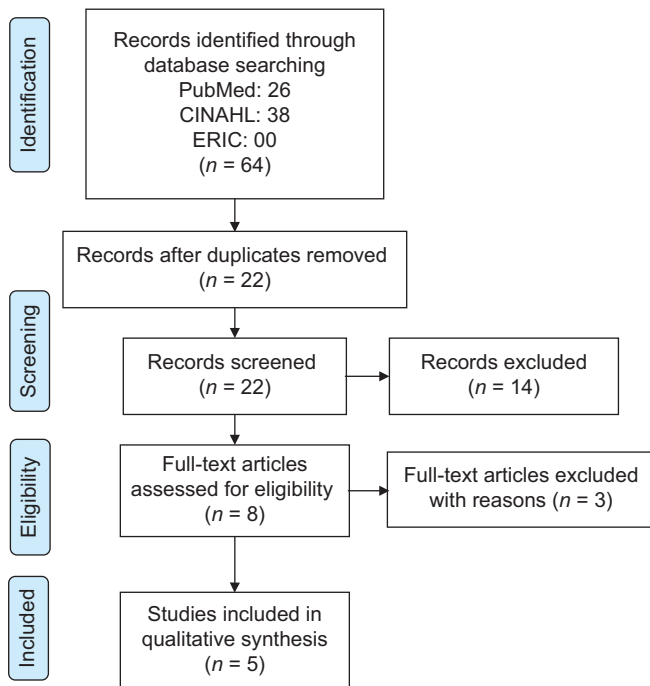 Identification
Records identified through
database searching
PubMed: 26
CINAHL: 38
ERIC: 00
(n = 64)
Records after duplicates removed
(n = 22)
Screening
Records screened
(n = 22)
Records excluded
(n = 14)
Eligibility
Full-text articles
assessed for eligibility
(n = 8)
Full-text articles excluded
with reasons (n = 3)
Included
Studies included in
qualitative synthesis
(n = 5)